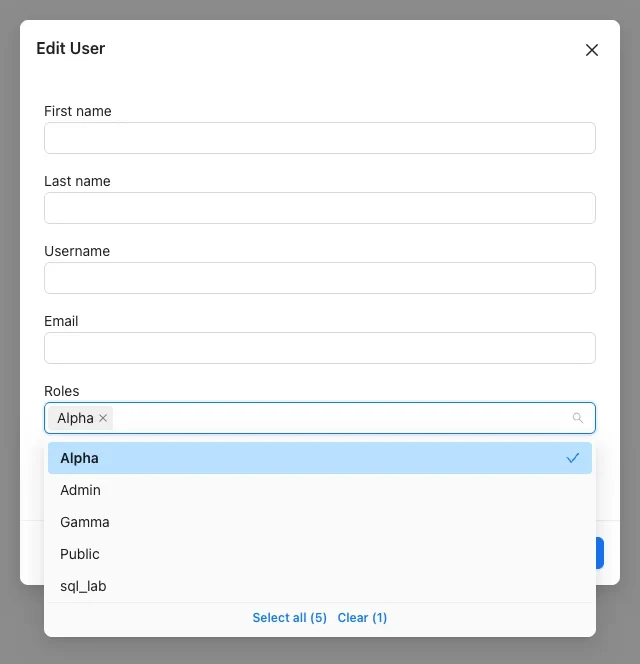 Edit User
First name
Last name
Username
Email
Roles
Alpha
Alpha
Admin
Gamma
Public
sql_lab
Select all (5) Clear (1)